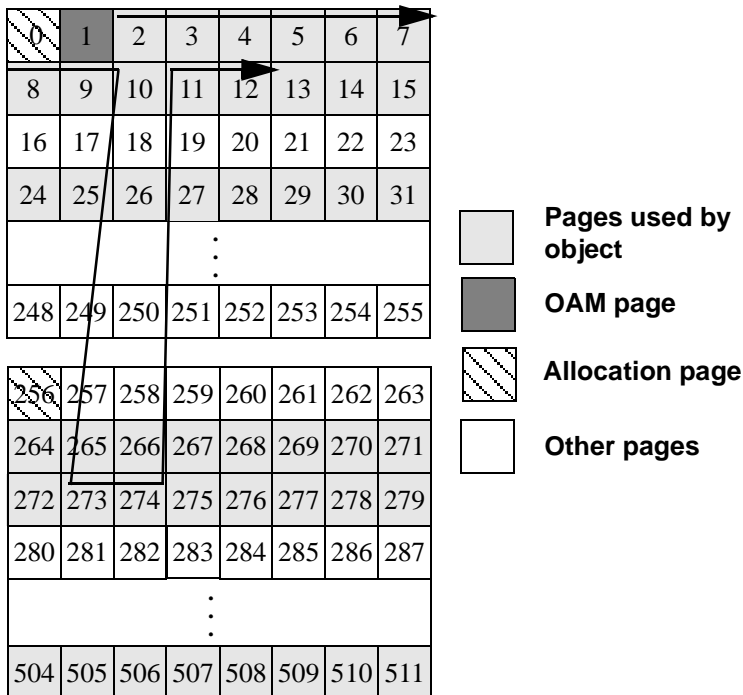 0 1 2 3 4 5 6 7
8 9 10 11 12 13 14 15
16 17 18 19 20 21 22 23
24 25 26 27 28 29 30 31
248 249 250 251 252 253 254 255
256 257 258 259 260 261 262 263
264 265 266 267 268 269 270 271
272 273 274 275 276 277 278 279
280 281 282 283 284 285 286 287
504 505 506 507 508 509 510 511
Pages used by
object
OAM page
Allocation page
Other pages